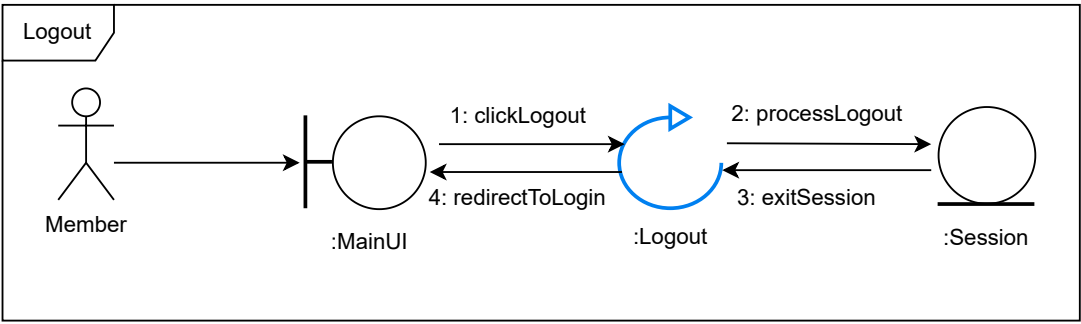 Logout
1: clickLogout
2: processLogout
4: redirectToLogin
3: exitSession
Member
:MainUI
:Logout
:Session